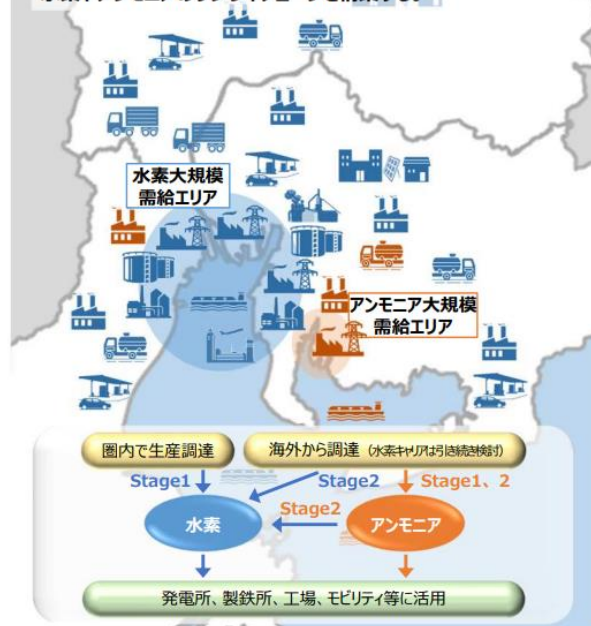 水素大規模
需給エリア
アンモニア大規模
需給エリア
圏内で生産調達
海外から調達（水素キャリアは引き続き検討）
Stage1
Stage2
Stage1、2
Stage2
水素
アンモニア
発電所、製鉄所、工場、モビリティ等に活用